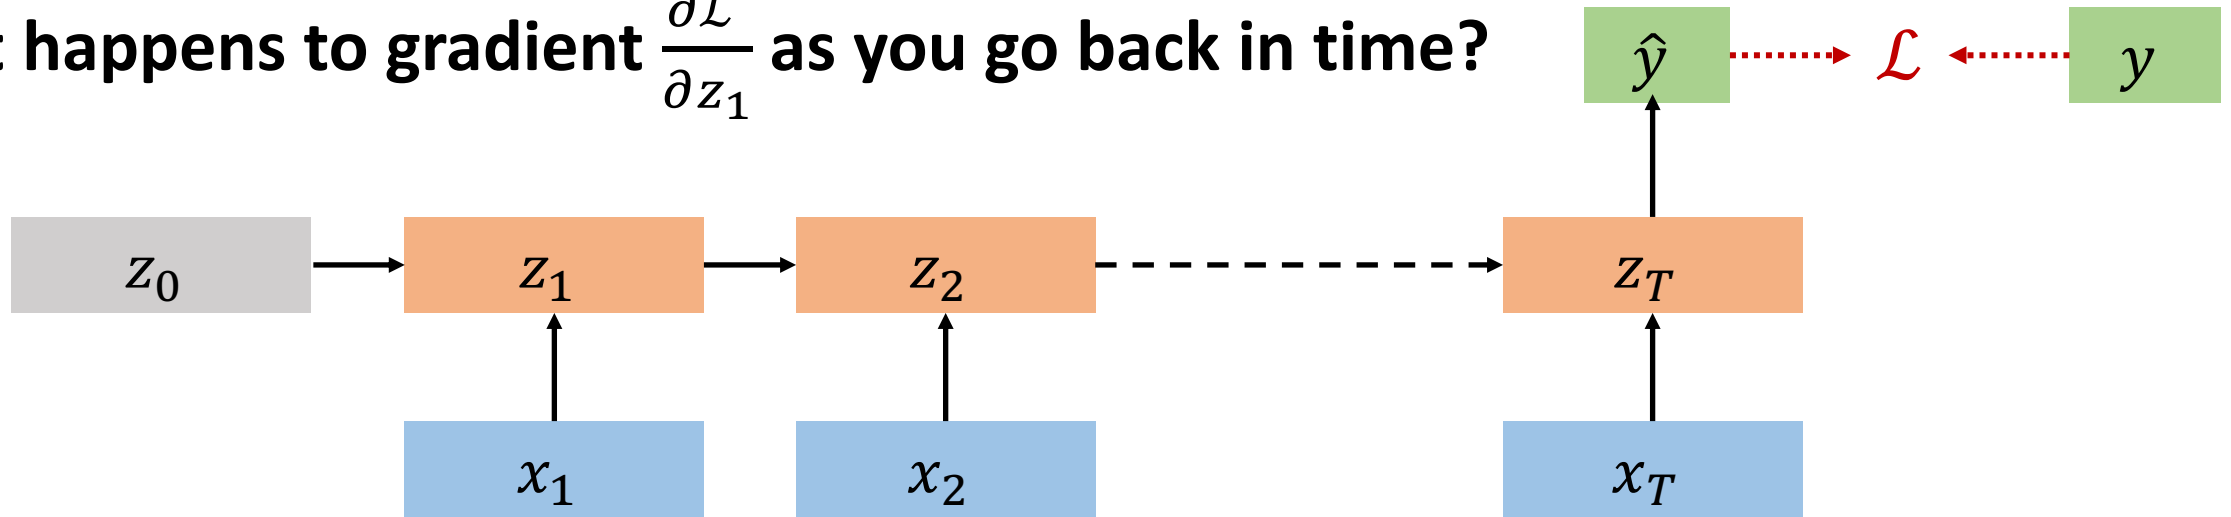 happens to gradient ∂ℒ/∂z₁ as you go back in time?
ŷ ℒ y
z₀ z₁ z₂ z_T
x₁ x₂ x_T